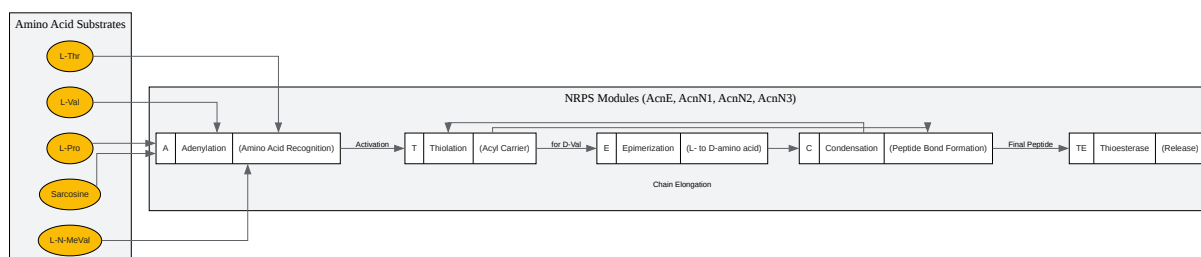 Amino Acid Substrates
L-Thr
L-Val
L-Pro
Sarcosine
L-N-MeVal
NRPS Modules (AcnE, AcnN1, AcnN2, AcnN3)
A Adenylation (Amino Acid Recognition)
Activation
T Thiolation (Acyl Carrier)
for D-Val
E Epimerization (L- to D-amino acid)
C Condensation (Peptide Bond Formation)
Final Peptide
TE Thioesterase (Release)
Chain Elongation